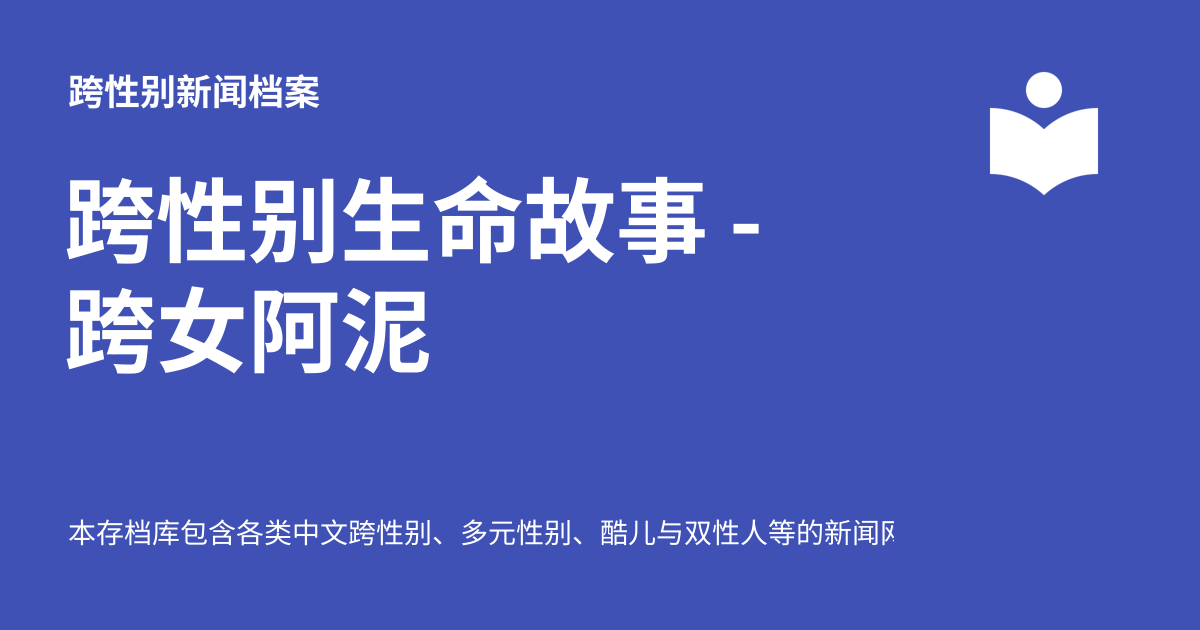 跨性别新闻档案
跨性别生命故事 -
跨女阿泥
本存档库包含各类中文跨性别、多元性别、酷儿与双性人等的新闻